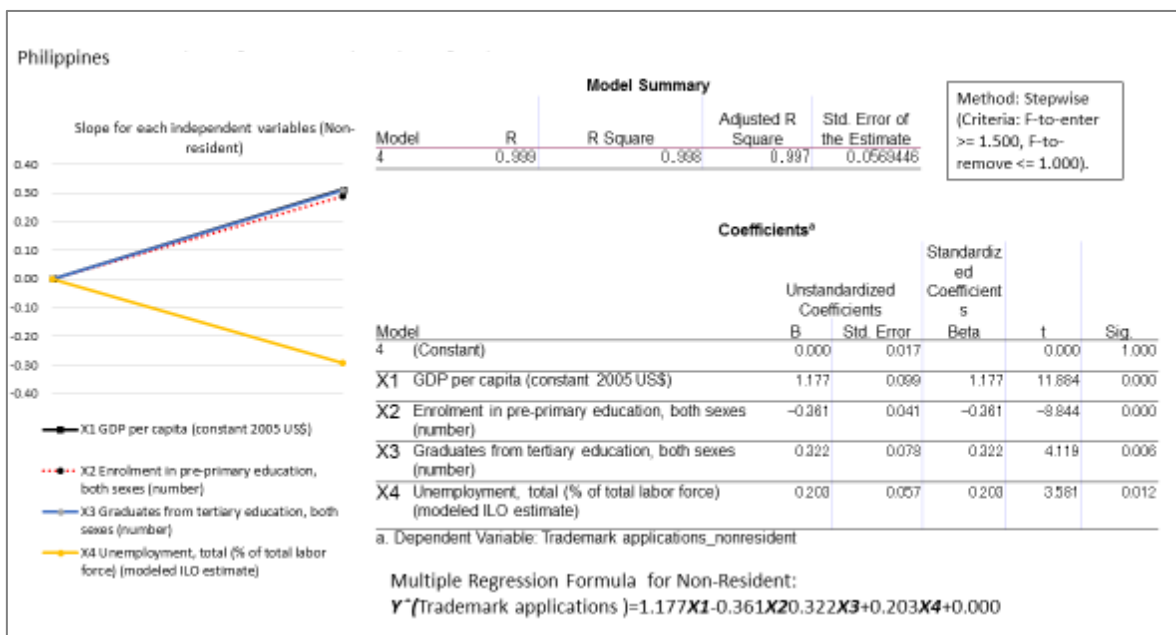 Philippines
Model Summary
Model R R Square Adjusted R Square Std. Error of the Estimate
4 0.999 0.998 0.997 0.0569446
Method: Stepwise
(Criteria: F-to-enter
>= 1.500, F-to-
remove <= 1.000).
Slope for each independent variables (Non-
resident)
0.40
0.30
0.20
0.10
0.00
-0.10
-0.20
-0.30
-0.40
X1 GDP per capita (constant 2005 US$)
X2 Enrolment in pre-primary education,
both sexes (number)
X3 Graduates from tertiary education, both
sexes (number)
X4 Unemployment, total (% of total labor
force) (modeled ILO estimate)
Coefficientsª
Model Unstandardized Coefficients Standardized Coefficients t Sig.
B Std. Error Beta
4 (Constant) 0.000 0.017 0.000 1.000
X1 GDP per capita (constant 2005 US$) 1.177 0.099 1.177 11.884 0.000
X2 Enrolment in pre-primary education, both sexes -0.361 0.041 -0.361 -8.844 0.000
(number)
X3 Graduates from tertiary education, both sexes 0.322 0.078 0.322 4.119 0.006
(number)
X4 Unemployment, total (% of total labor force) 0.203 0.057 0.203 3.581 0.012
(modeled ILO estimate)
a. Dependent Variable: Trademark applications_nonresident
Multiple Regression Formula for Non-Resident:
Yˆ(Trademark applications )=1.177X1-0.361X20.322X3+0.203X4+0.000